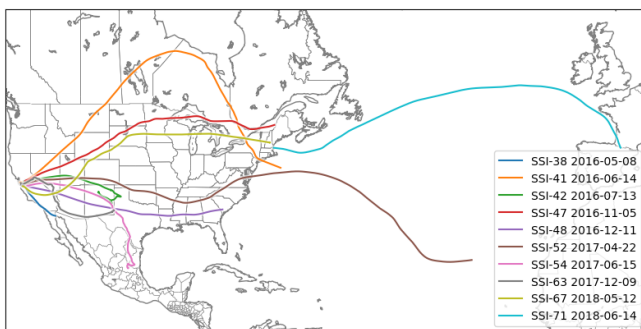 SSI-38 2016-05-08
SSI-41 2016-06-14
SSI-42 2016-07-13
SSI-47 2016-11-05
SSI-48 2016-12-11
SSI-52 2017-04-22
SSI-54 2017-06-15
SSI-63 2017-12-09
SSI-67 2018-05-12
SSI-71 2018-06-14